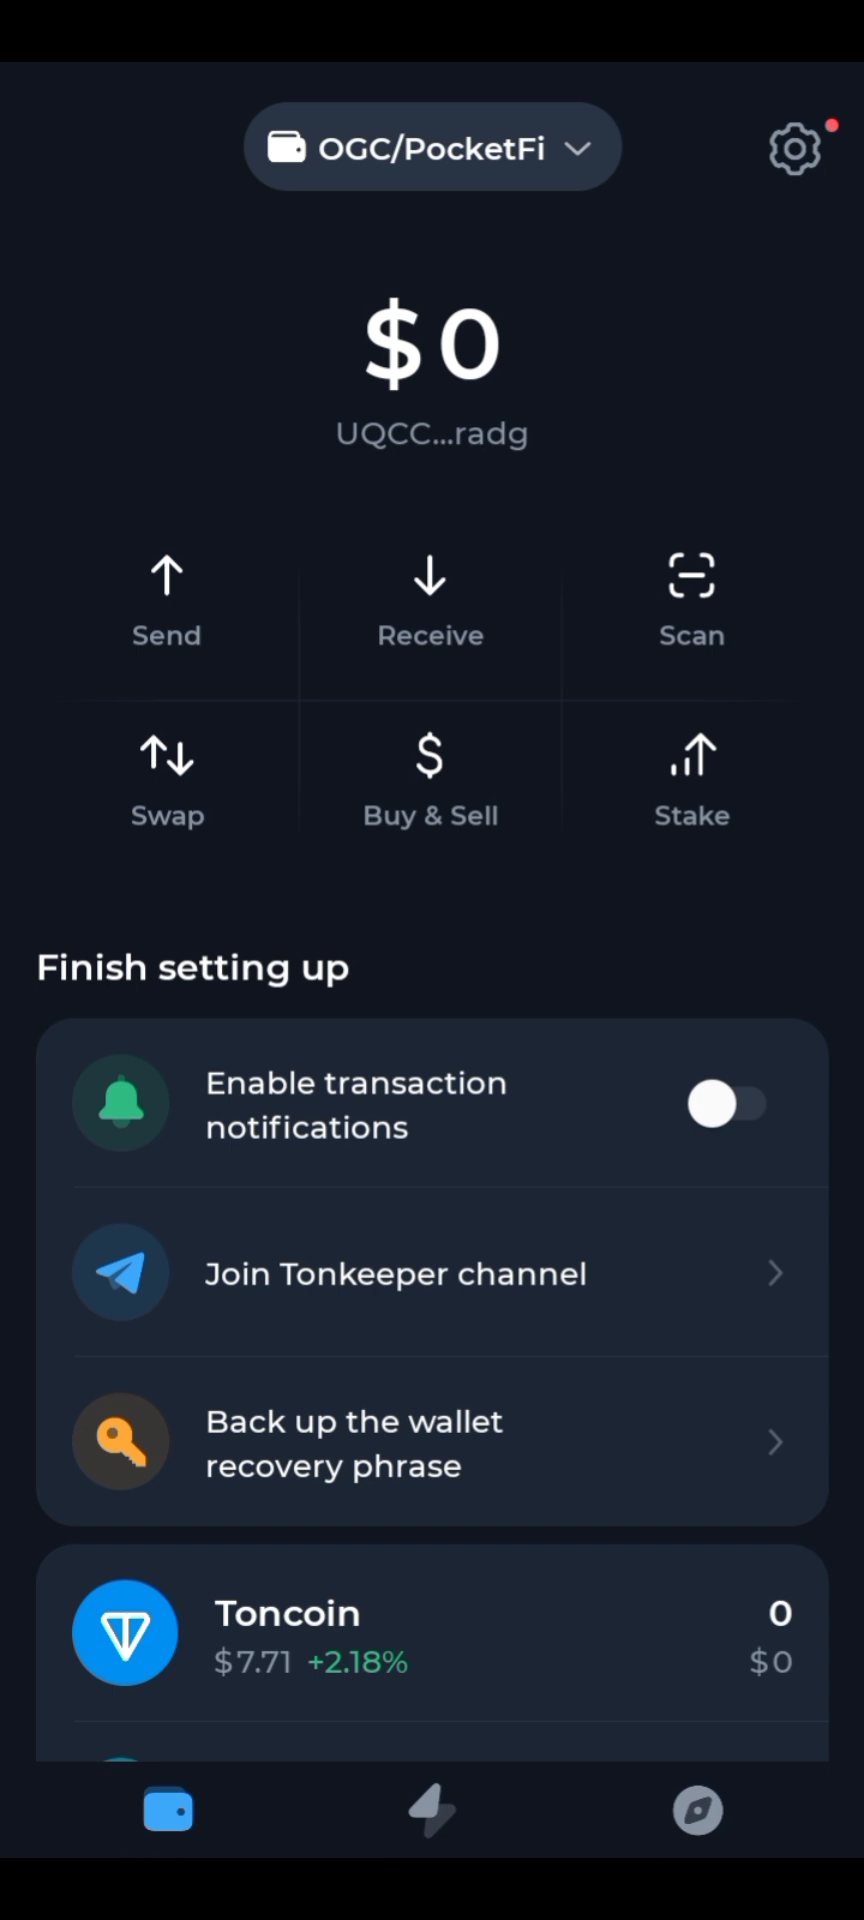 OGC/PocketFi
$0
UQCC...radg
Send
Receive
Scan
Swap
Buy & Sell
Stake
Finish setting up
Enable transaction
notifications
Join Tonkeeper channel
Back up the wallet
recovery phrase
Toncoin
0
$7.71 +2.18%
$0